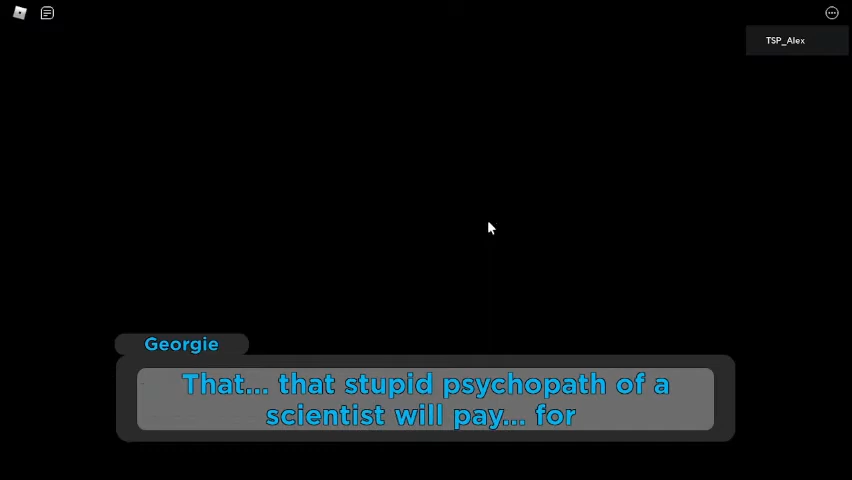 TSP_Alex
Georgie
That... that stupid psychopath of a
scientist will pay... for